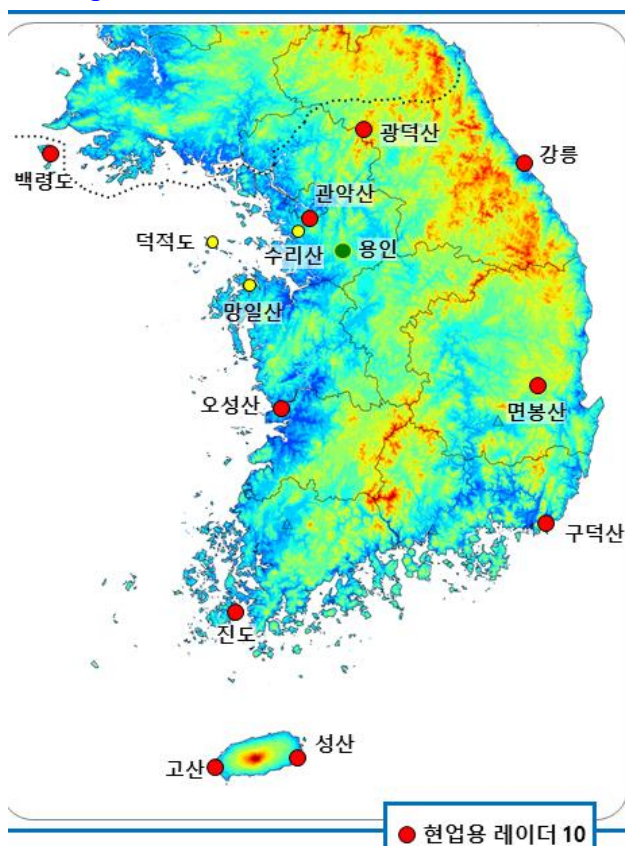 광덕산
강릉
백령도
관악산
덕적도
수리산
용인
망일산
오성산
면봉산
구덕산
진도
성산
고산
현업용 레이더 10